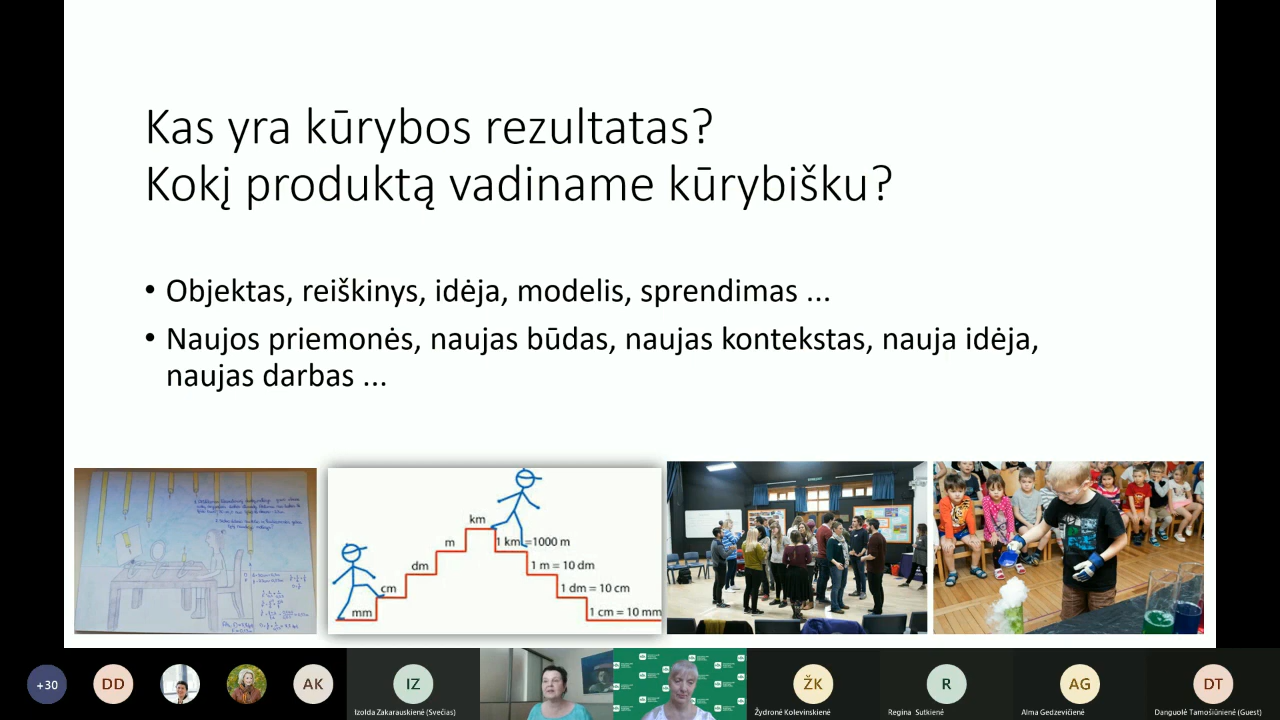 Kas yra kūrybos rezultatas?
Kokį produktą vadiname kūrybišku?
• Objektas, reiškinys, idėja, modelis, sprendimas ...
• Naujos priemonės, naujas būdas, naujas kontekstas, nauja idėja,
naujas darbas ...
km
m
1 km =1000 m
dm
1 m = 10 dm
cm
1 dm = 10 cm
mm
1 cm = 10 mm
+30
DD
AK
IZ
Izolda Zakarauskienė (Svečias)
ŽK
Žydronė Kolevinskienė
R
Regina Sutkienė
AG
Alma Gedzevičienė
DT
Danguolė Tamošiūnienė (Guest)